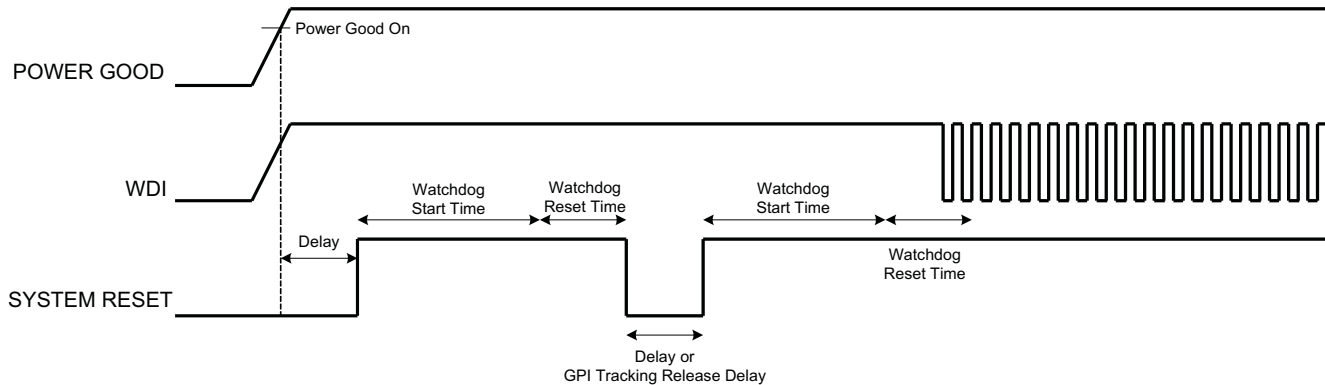 Power Good On
POWER GOOD
WDI
Watchdog
Start Time
Watchdog
Reset Time
Watchdog
Start Time
Delay
Watchdog
Reset Time
SYSTEM RESET
Delay or
GPI Tracking Release Delay